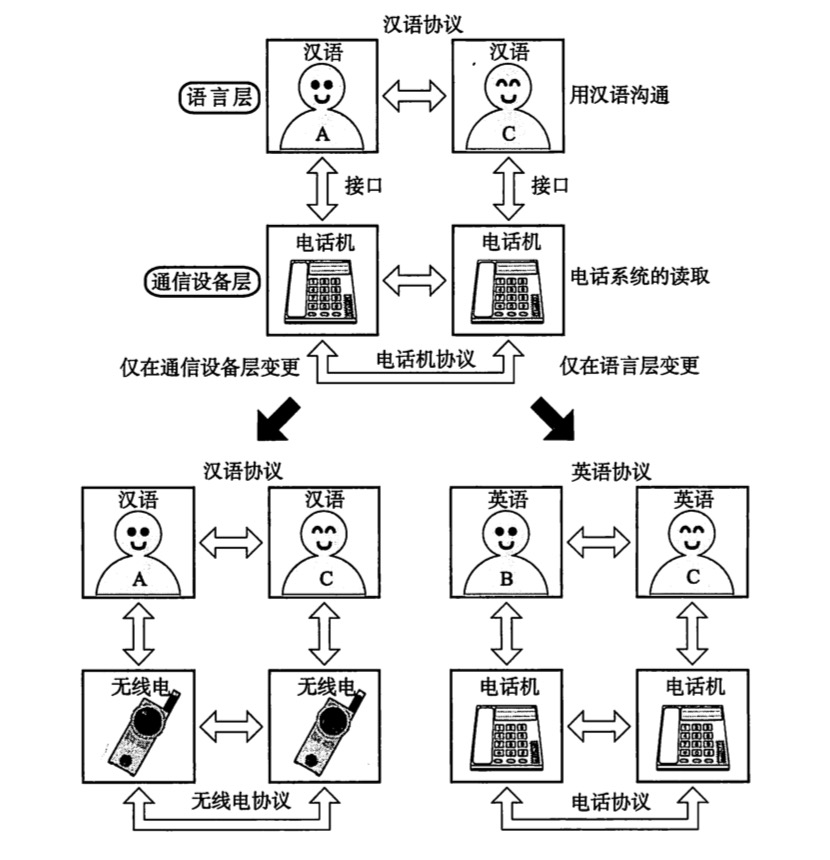 汉语协议
汉语
汉语
语言层
A
C
用汉语沟通
接口
接口
电话机
电话机
通信设备层
电话系统的读取
仅在通信设备层变更
电话机协议
仅在语言层变更
汉语协议
英语协议
汉语
汉语
英语
英语
A
C
B
C
无线电
无线电
电话机
电话机
无线电协议
电话协议